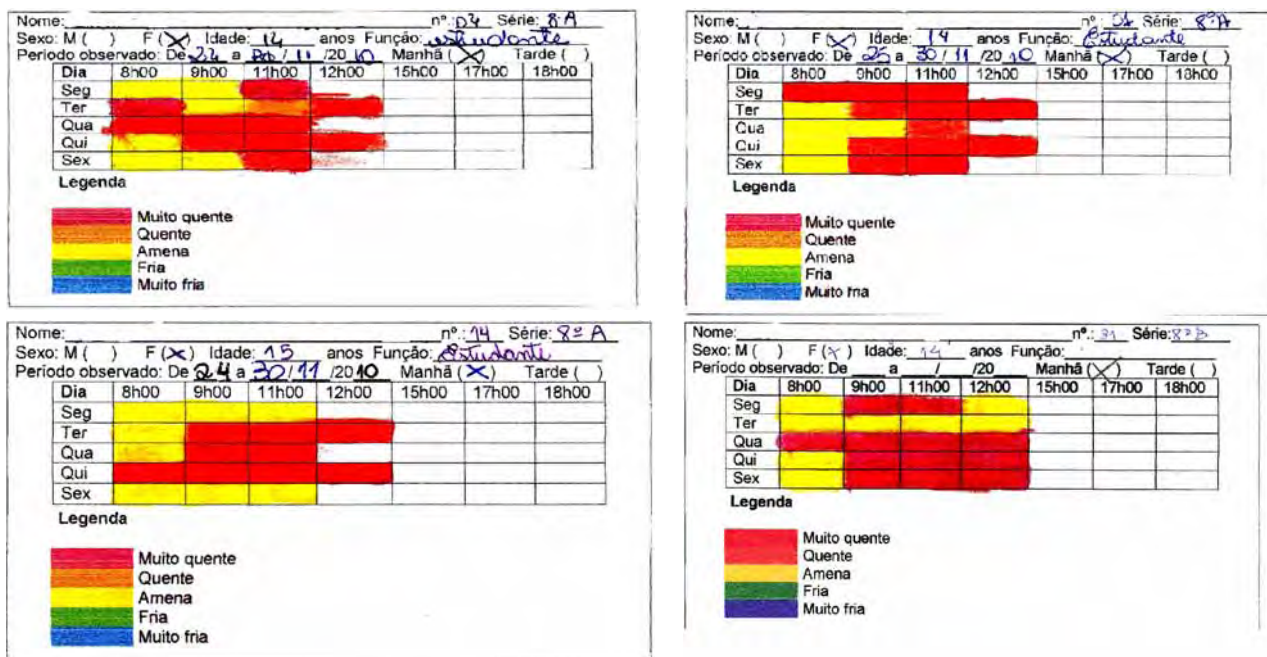 Nome: nº.: 04 Série: 8ª A
Sexo: M ( ) F (X) Idade: 14 anos Função: estudante
Período observado: De 24 a /11 /20 10 Manhã (X) Tarde ( )
Dia 8h00 9h00 11h00 12h00 15h00 17h00 18h00
Seg
Ter
Qua
Qui
Sex
Legenda
Muito quente
Quente
Amena
Fria
Muito fria
Nome: nº.: Série: 8ª A
Sexo: M ( ) F (X) Idade: 14 anos Função: Estudante
Período observado: De 25 a 30/11 /20 10 Manhã (X) Tarde ( )
Dia 8h00 9h00 11h00 12h00 15h00 17h00 18h00
Seg
Ter
Qua
Qui
Sex
Legenda
Muito quente
Quente
Amena
Fria
Muito fria
Nome: nº.: 14 Série: 8ª A
Sexo: M ( ) F (X) Idade: 15 anos Função: Estudante
Período observado: De 24 a 30/11 /20 10 Manhã (X) Tarde ( )
Dia 8h00 9h00 11h00 12h00 15h00 17h00 18h00
Seg
Ter
Qua
Qui
Sex
Legenda
Muito quente
Quente
Amena
Fria
Muito fria
Nome: nº.: 31 Série: 8ª B
Sexo: M ( ) F (X) Idade: 14 anos Função:
Período observado: De a / /20 Manhã (X) Tarde ( )
Dia 8h00 9h00 11h00 12h00 15h00 17h00 18h00
Seg
Ter
Qua
Qui
Sex
Legenda
Muito quente
Quente
Amena
Fria
Muito fria